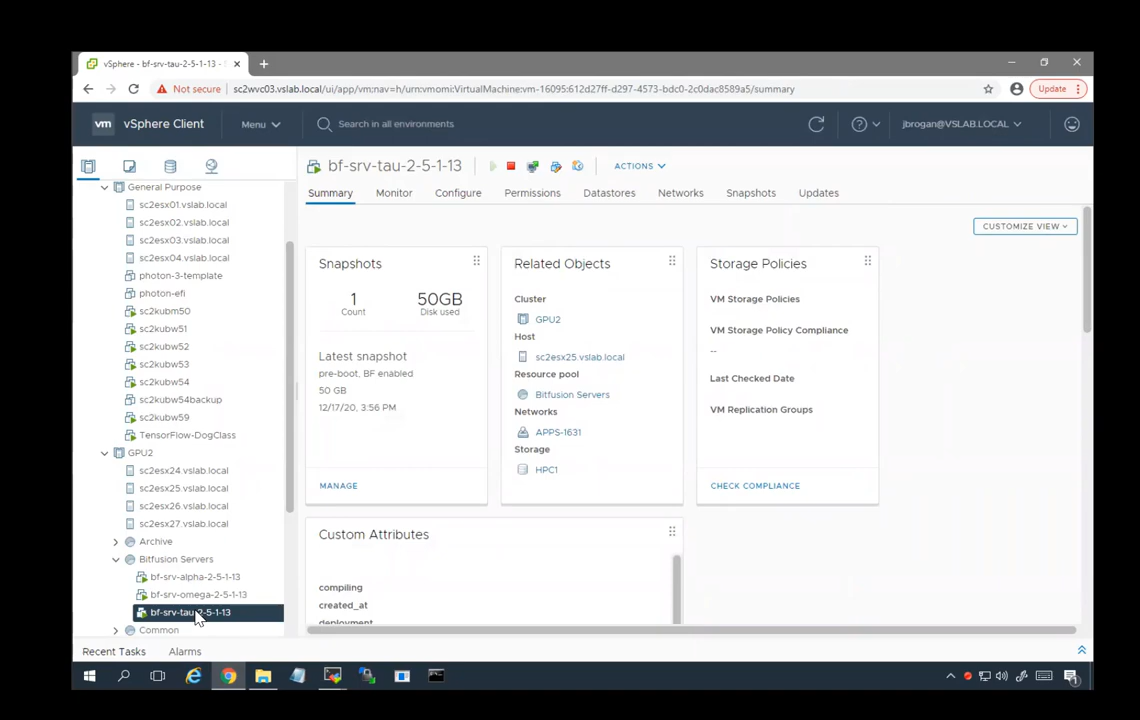 vSphere - bf-srv-tau-2-5-1-13 -
Not secure
sc2wvc03.vslab.local/ui/app/vm;nav=h/urn:vmomi:VirtualMachine:vm-16095:612d27ff-d297-4573-bdc0-2c0dac8589a5/summary
Update
vm vSphere Client
Menu
Search in all environments
jbrogan@VSLAB.LOCAL
bf-srv-tau-2-5-1-13
ACTIONS
Summary
Monitor
Configure
Permissions
Datastores
Networks
Snapshots
Updates
General Purpose
sc2esx01.vslab.local
sc2esx02.vslab.local
sc2esx03.vslab.local
sc2esx04.vslab.local
photon-3-template
photon-efi
sc2kubm50
sc2kubw51
sc2kubw52
sc2kubw53
sc2kubw54
sc2kubw54backup
sc2kubw59
TensorFlow-DogClass
GPU2
sc2esx24.vslab.local
sc2esx25.vslab.local
sc2esx26.vslab.local
sc2esx27.vslab.local
Archive
Bitfusion Servers
bf-srv-alpha-2-5-1-13
bf-srv-omega-2-5-1-13
bf-srv-tau-2-5-1-13
Common
CUSTOMIZE VIEW
Snapshots
1
Count
50GB
Disk used
Latest snapshot
pre-boot, BF enabled
50 GB
12/17/20, 3:56 PM
MANAGE
Related Objects
Cluster
GPU2
Host
sc2esx25.vslab.local
Resource pool
Bitfusion Servers
Networks
APPS-1631
Storage
HPC1
Storage Policies
VM Storage Policies
VM Storage Policy Compliance
--
Last Checked Date
VM Replication Groups
CHECK COMPLIANCE
Custom Attributes
compiling
created_at
deployment
Recent Tasks
Alarms
1